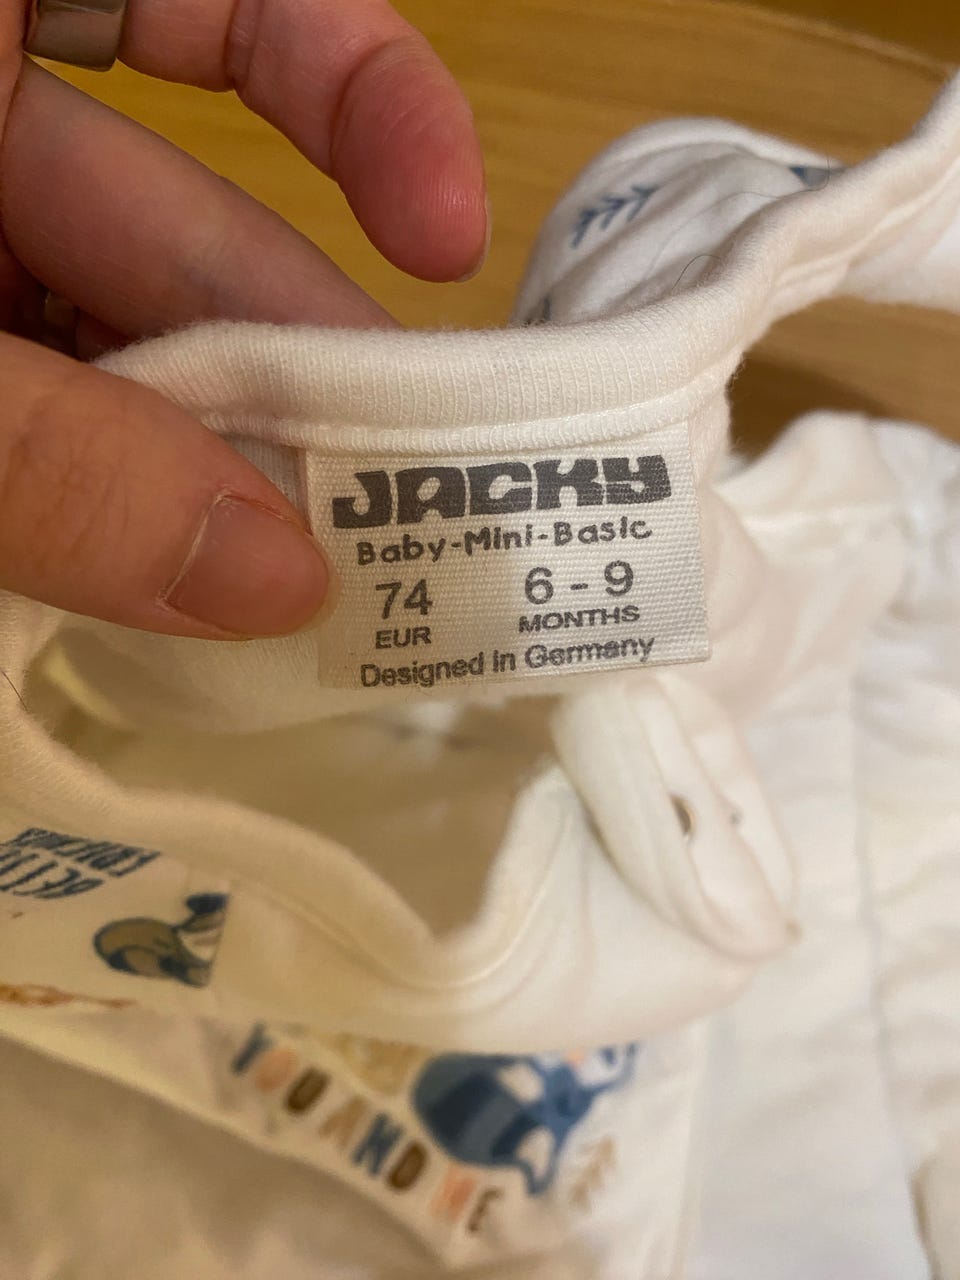 JACKY
Baby-Mini-Basic
74 6 - 9
EUR MONTHS
Designed in Germany
YOU AND ME